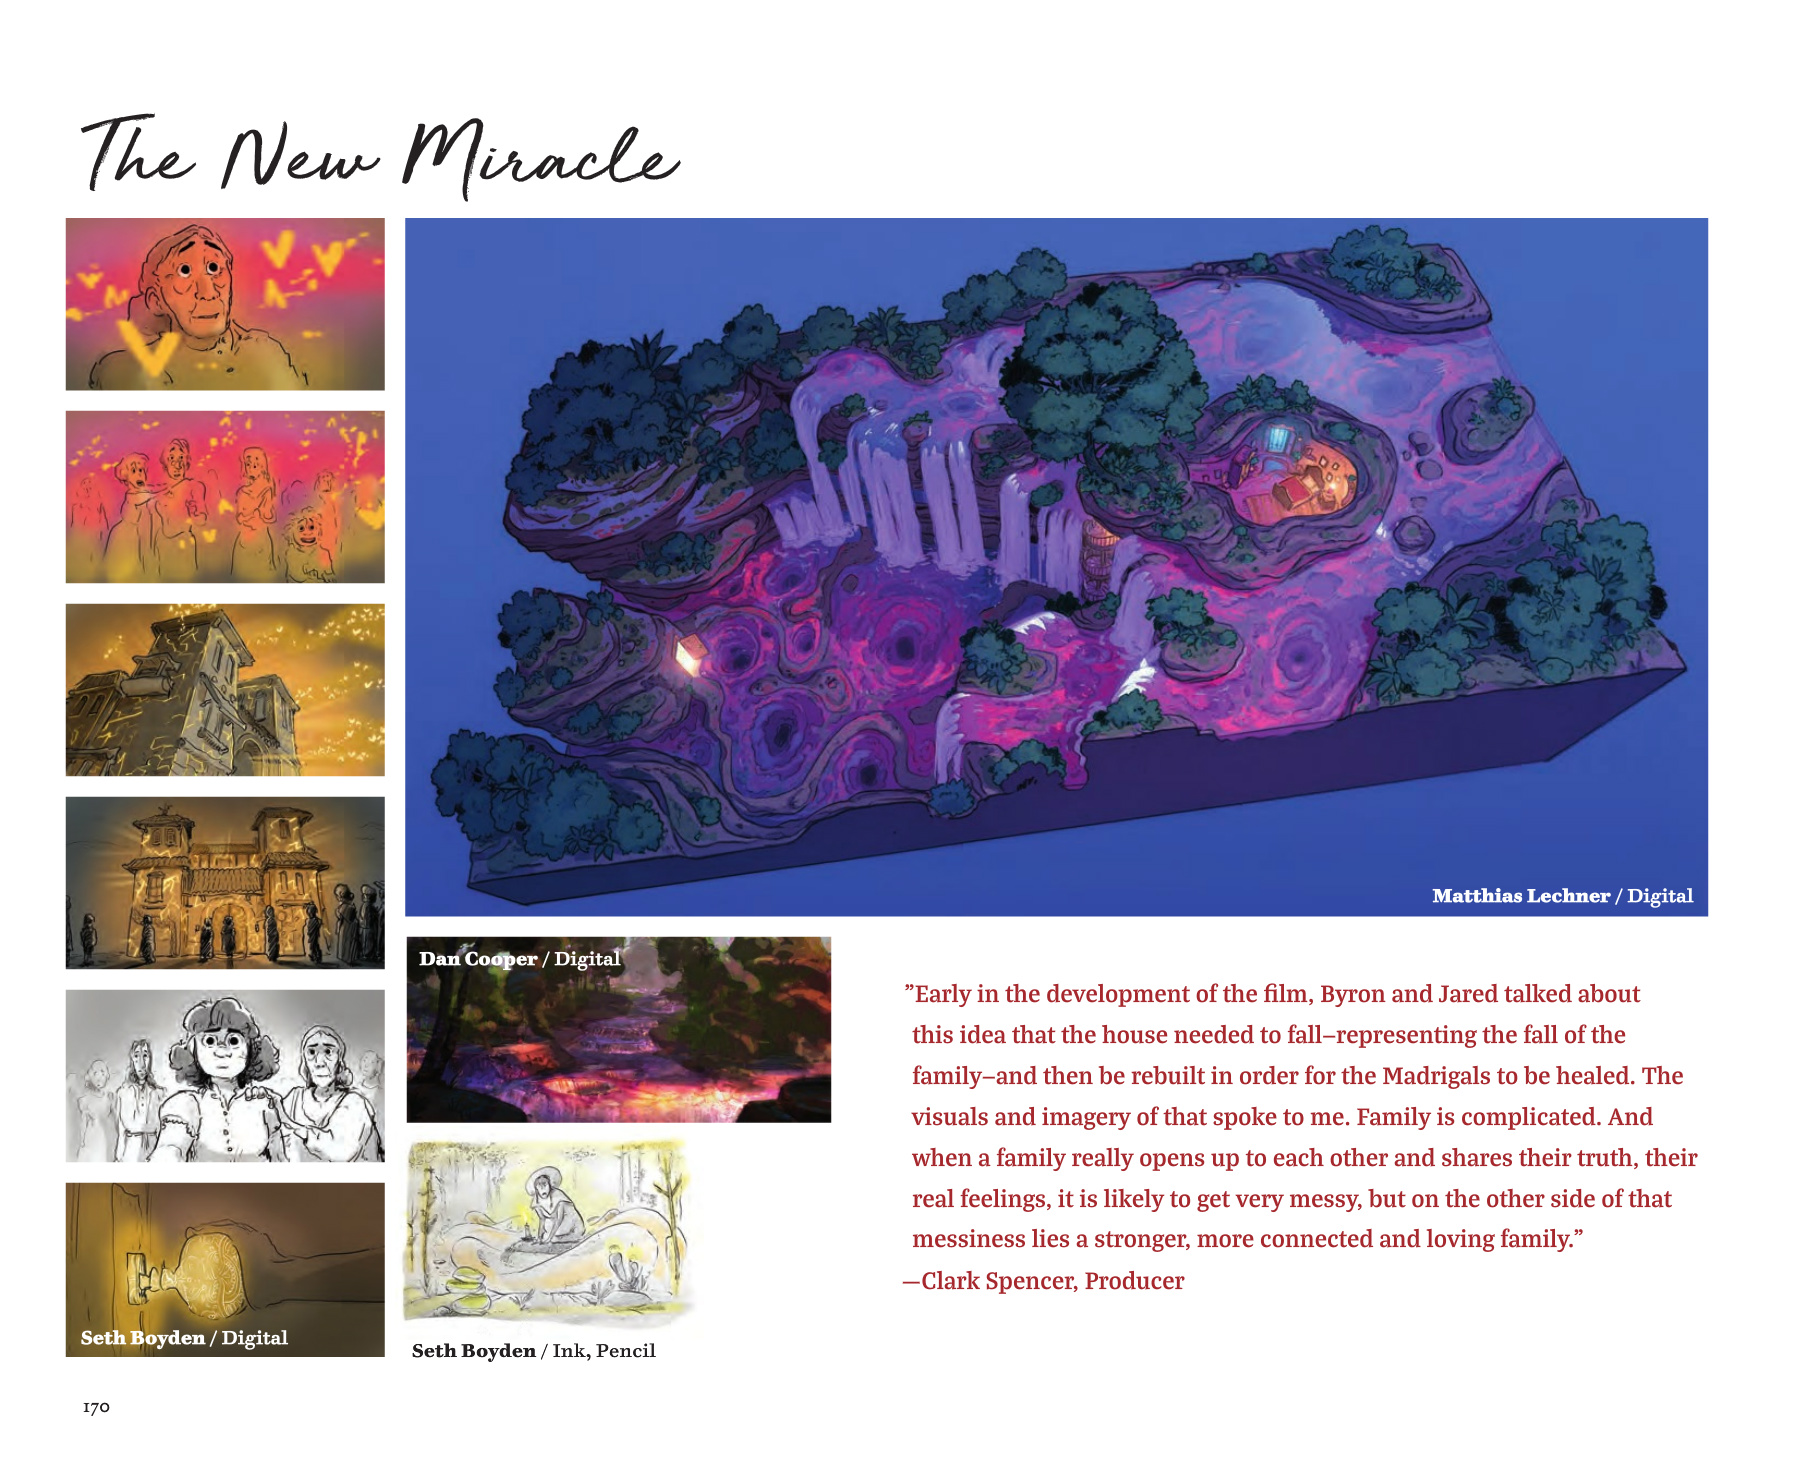 The New Miracle
Matthias Lechner / Digital
Dan Cooper / Digital
”Early in the development of the film, Byron and Jared talked about
this idea that the house needed to fall–representing the fall of the
family–and then be rebuilt in order for the Madrigals to be healed. The
visuals and imagery of that spoke to me. Family is complicated. And
when a family really opens up to each other and shares their truth, their
real feelings, it is likely to get very messy, but on the other side of that
messiness lies a stronger, more connected and loving family.”
—Clark Spencer, Producer
Seth Boyden / Digital
Seth Boyden / Ink, Pencil
170